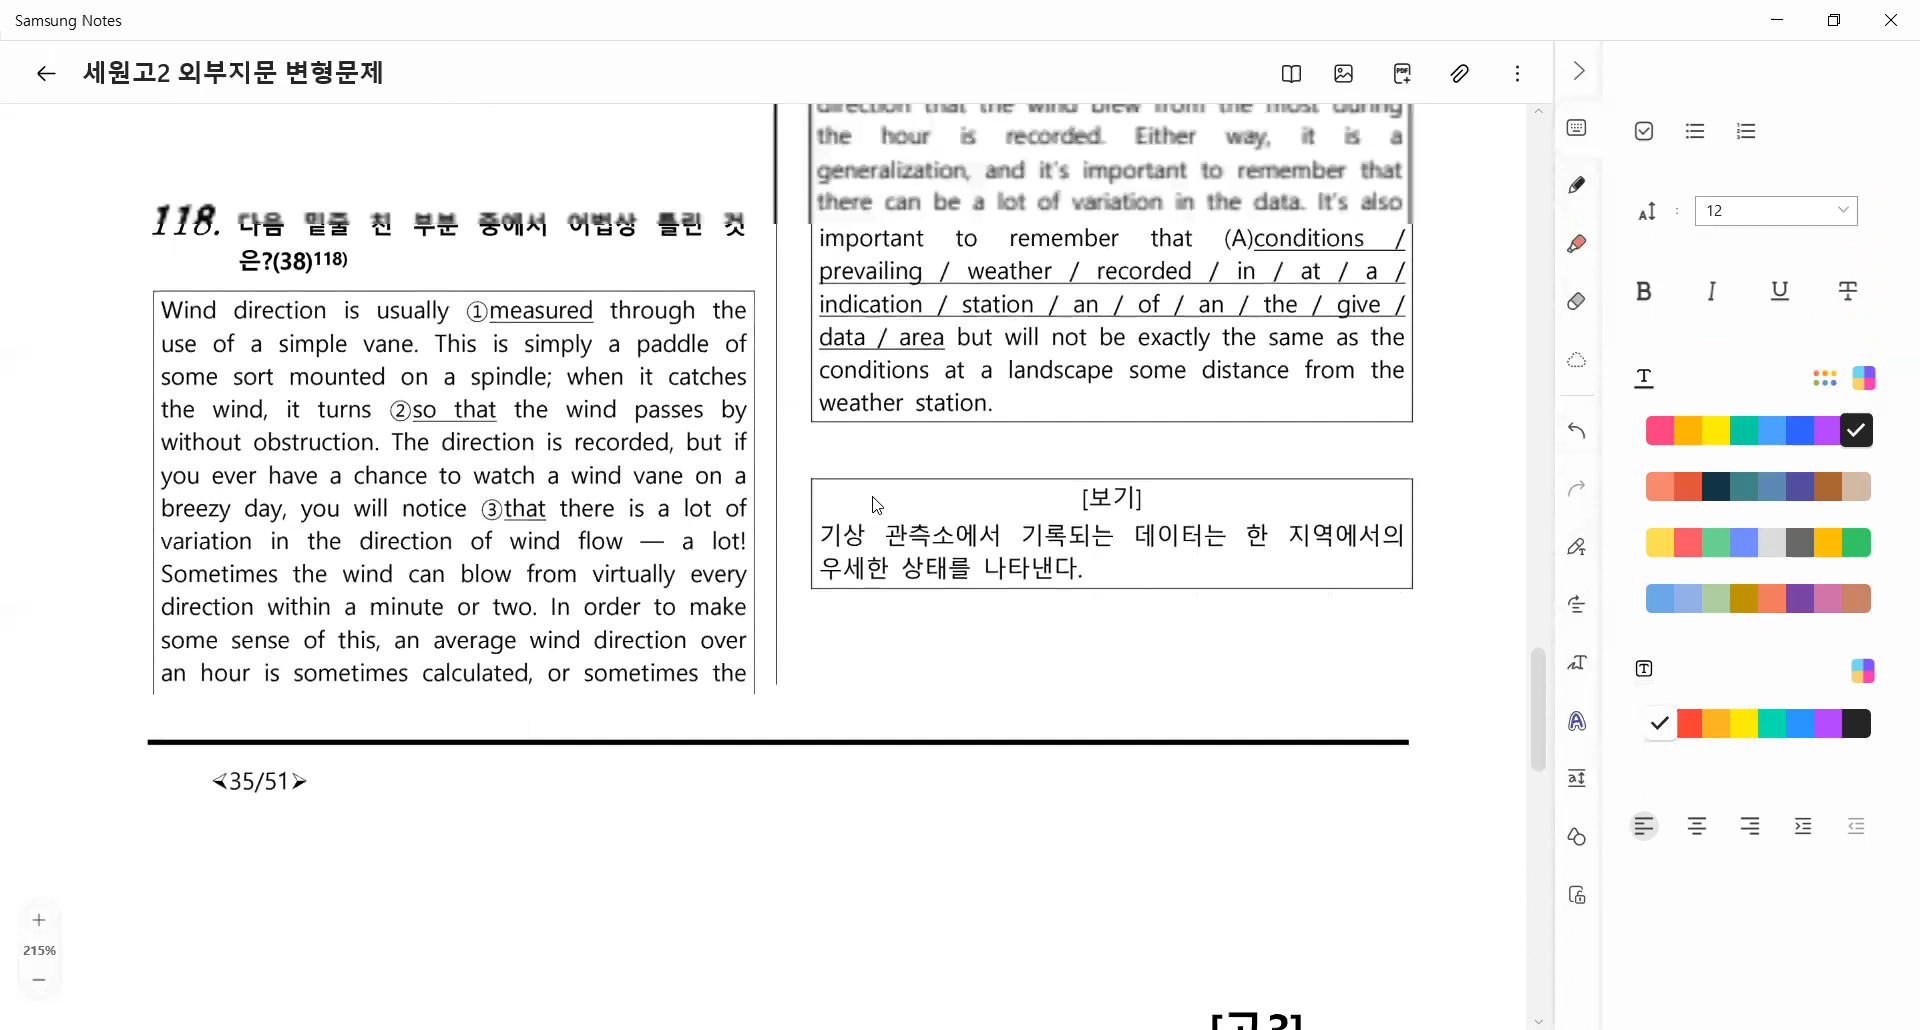 Samsung Notes
세원고2 외부지문 변형문제
118. 다음 밑줄 친 부분 중에서 어법상 틀린 것
은?(38)118)
Wind direction is usually ①measured through the
use of a simple vane. This is simply a paddle of
some sort mounted on a spindle; when it catches
the wind, it turns ②so that the wind passes by
without obstruction. The direction is recorded, but if
you ever have a chance to watch a wind vane on a
breezy day, you will notice ③that there is a lot of
variation in the direction of wind flow — a lot!
Sometimes the wind can blow from virtually every
direction within a minute or two. In order to make
some sense of this, an average wind direction over
an hour is sometimes calculated, or sometimes the
direction that the wind blew from the most during
the hour is recorded. Either way, it is a
generalization, and it's important to remember that
there can be a lot of variation in the data. It's also
important to remember that (A)conditions /
prevailing / weather / recorded / in / at / a /
indication / station / an / of / an / the / give /
data / area but will not be exactly the same as the
conditions at a landscape some distance from the
weather station.
[보기]
기상 관측소에서 기록되는 데이터는 한 지역에서의
우세한 상태를 나타낸다.
⮜35/51⮞
[고3]
12
B I U T
T
215%